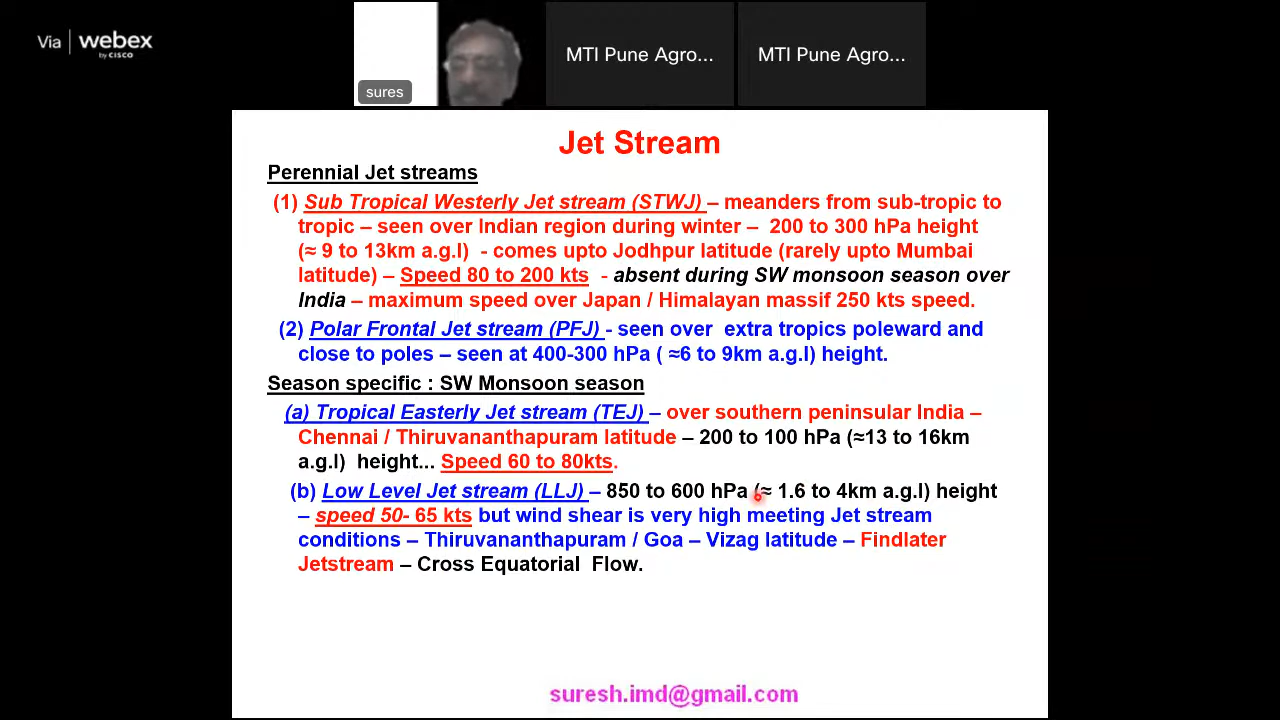 Via webex
by CISCO
sures
MTI Pune Agro...
MTI Pune Agro...
Jet Stream
Perennial Jet streams
(1) Sub Tropical Westerly Jet stream (STWJ) – meanders from sub-tropic to
tropic – seen over Indian region during winter – 200 to 300 hPa height
(≈ 9 to 13km a.g.l) - comes upto Jodhpur latitude (rarely upto Mumbai
latitude) – Speed 80 to 200 kts - absent during SW monsoon season over
India – maximum speed over Japan / Himalayan massif 250 kts speed.
(2) Polar Frontal Jet stream (PFJ) - seen over extra tropics poleward and
close to poles – seen at 400-300 hPa ( ≈6 to 9km a.g.l) height.
Season specific : SW Monsoon season
(a) Tropical Easterly Jet stream (TEJ) – over southern peninsular India –
Chennai / Thiruvananthapuram latitude – 200 to 100 hPa (≈13 to 16km
a.g.l) height... Speed 60 to 80kts.
(b) Low Level Jet stream (LLJ) – 850 to 600 hPa (≈ 1.6 to 4km a.g.l) height
– speed 50- 65 kts but wind shear is very high meeting Jet stream
conditions – Thiruvananthapuram / Goa – Vizag latitude – Findlater
Jetstream – Cross Equatorial Flow.
suresh.imd@gmail.com